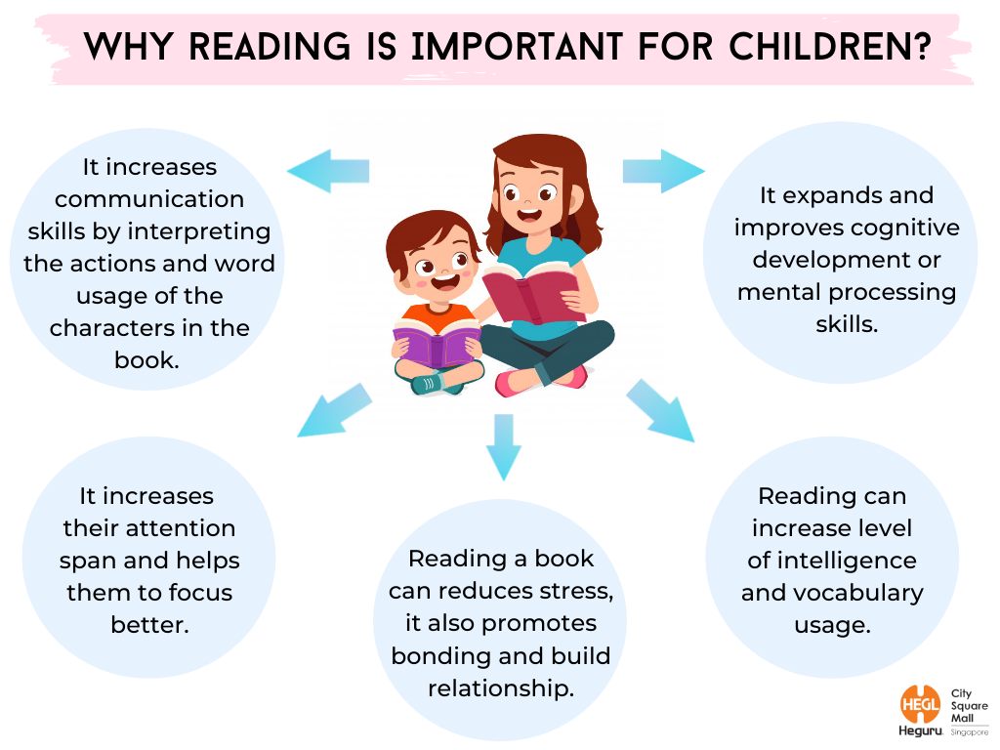 WHY READING IS IMPORTANT FOR CHILDREN?
It increases
communication
skills by interpreting
the actions and word
usage of the
characters in the
book.
It expands and
improves cognitive
development or
mental processing
skills.
It increases
their attention
span and helps
them to focus
better.
Reading a book
can reduces stress,
it also promotes
bonding and build
relationship.
Reading can
increase level
of intelligence
and vocabulary
usage.
HEGL
Heguru
City
Square
Mall
Singapore